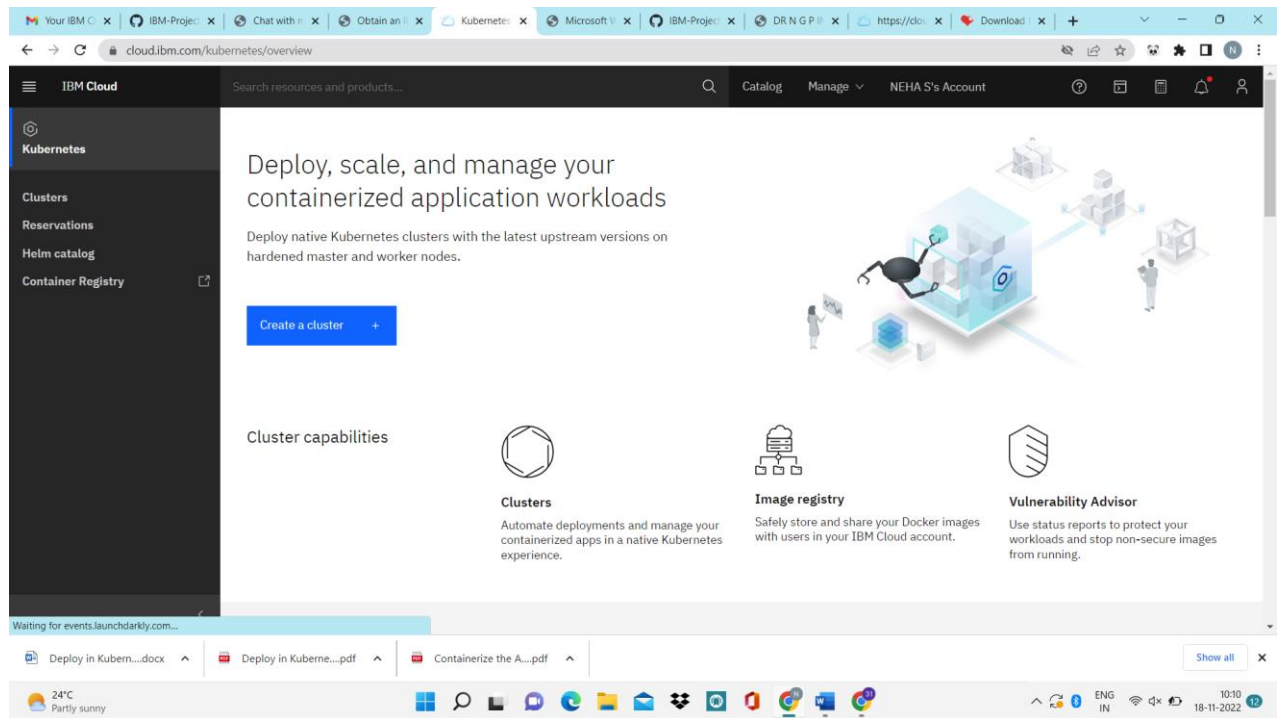 Your IBM C
IBM-Project
Chat with m
Obtain an I
Kubernetes
Microsoft W
IBM-Project
DR N G P I
https://clou
Download
cloud.ibm.com/kubernetes/overview
N
IBM Cloud
Search resources and products...
Catalog
Manage
NEHA S's Account
Kubernetes
Clusters
Reservations
Helm catalog
Container Registry
Deploy, scale, and manage your
containerized application workloads
Deploy native Kubernetes clusters with the latest upstream versions on
hardened master and worker nodes.
Create a cluster +
Cluster capabilities
Clusters
Automate deployments and manage your
containerized apps in a native Kubernetes
experience.
Image registry
Safely store and share your Docker images
with users in your IBM Cloud account.
Vulnerability Advisor
Use status reports to protect your
workloads and stop non-secure images
from running.
Waiting for events.launchdarkly.com...
Deploy in Kubern....docx
Deploy in Kuberne....pdf
Containerize the A....pdf
Show all
24°C
Partly sunny
31
ENG
IN
10:10
18-11-2022
12